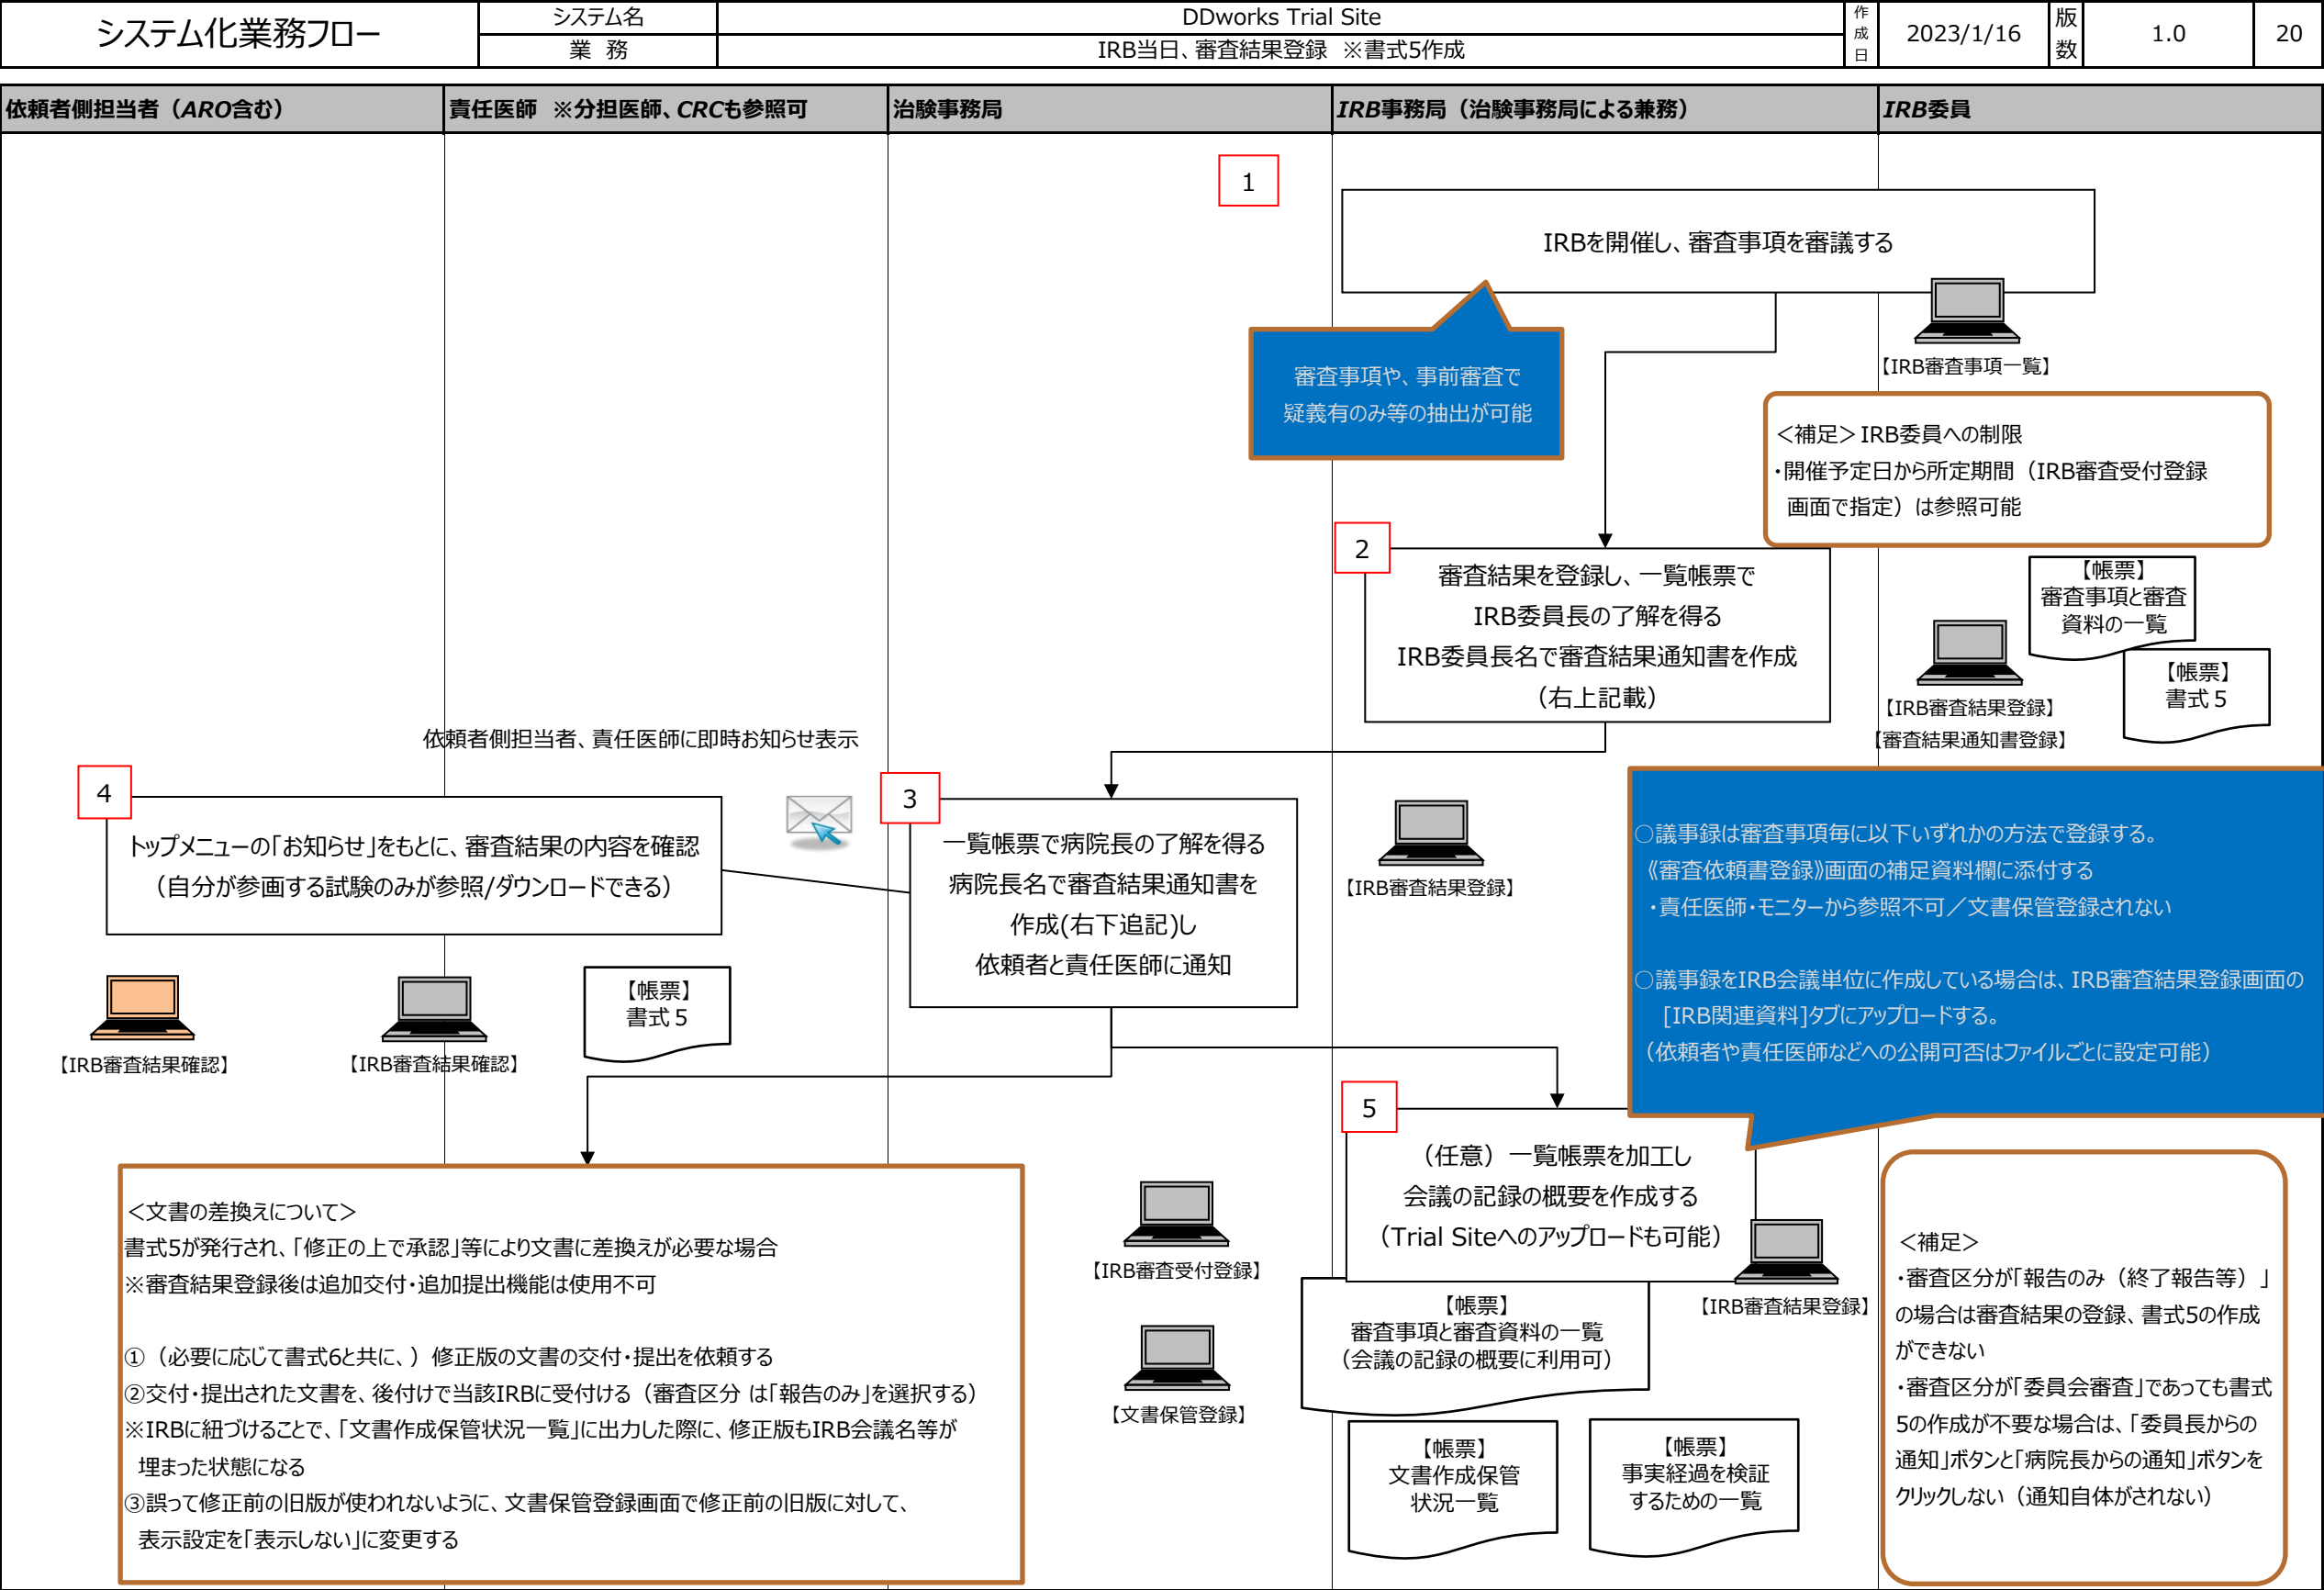 システム化業務フロー
システム名
DDworks Trial Site
作成日
2023/1/16
版数
1.0
20
業 務
IRB当日、審査結果登録 ※書式5作成
依頼者側担当者（ARO含む）
責任医師 ※分担医師、CRCも参照可
治験事務局
IRB事務局（治験事務局による兼務）
IRB委員
1
IRBを開催し、審査事項を審議する
【IRB審査事項一覧】
審査事項や、事前審査で
疑義有のみ等の抽出が可能
＜補足＞IRB委員への制限
・開催予定日から所定期間（IRB審査受付登録
画面で指定）は参照可能
2
審査結果を登録し、一覧帳票で
IRB委員長の了解を得る
IRB委員長名で審査結果通知書を作成
（右上記載）
【帳票】
審査事項と審査
資料の一覧
【帳票】
書式５
【IRB審査結果登録】
【審査結果通知書登録】
依頼者側担当者、責任医師に即時お知らせ表示
4
トップメニューの「お知らせ」をもとに、審査結果の内容を確認
（自分が参画する試験のみが参照/ダウンロードできる）
3
一覧帳票で病院長の了解を得る
病院長名で審査結果通知書を
作成(右下追記)し
依頼者と責任医師に通知
【IRB審査結果登録】
○議事録は審査事項毎に以下いずれかの方法で登録する。
《審査依頼書登録》画面の補足資料欄に添付する
・責任医師・モニターから参照不可／文書保管登録されない
○議事録をIRB会議単位に作成している場合は、IRB審査結果登録画面の
[IRB関連資料]タブにアップロードする。
（依頼者や責任医師などへの公開可否はファイルごとに設定可能）
【IRB審査結果確認】
【IRB審査結果確認】
【帳票】
書式５
5
（任意）一覧帳票を加工し
会議の記録の概要を作成する
（Trial Siteへのアップロードも可能）
【IRB審査結果登録】
【IRB審査受付登録】
【文書保管登録】
【帳票】
審査事項と審査資料の一覧
（会議の記録の概要に利用可）
【帳票】
文書作成保管
状況一覧
【帳票】
事実経過を検証
するための一覧
＜文書の差換えについて＞
書式5が発行され、「修正の上で承認」等により文書に差換えが必要な場合
※審査結果登録後は追加交付・追加提出機能は使用不可
①（必要に応じて書式6と共に、）修正版の文書の交付・提出を依頼する
②交付・提出された文書を、後付けで当該IRBに受付ける（審査区分 は「報告のみ」を選択する）
※IRBに紐づけることで、「文書作成保管状況一覧」に出力した際に、修正版もIRB会議名等が
埋まった状態になる
③誤って修正前の旧版が使われないように、文書保管登録画面で修正前の旧版に対して、
表示設定を「表示しない」に変更する
＜補足＞
・審査区分が「報告のみ（終了報告等）」
の場合は審査結果の登録、書式5の作成
ができない
・審査区分が「委員会審査」であっても書式
5の作成が不要な場合は、「委員長からの
通知」ボタンと「病院長からの通知」ボタンを
クリックしない（通知自体がされない）